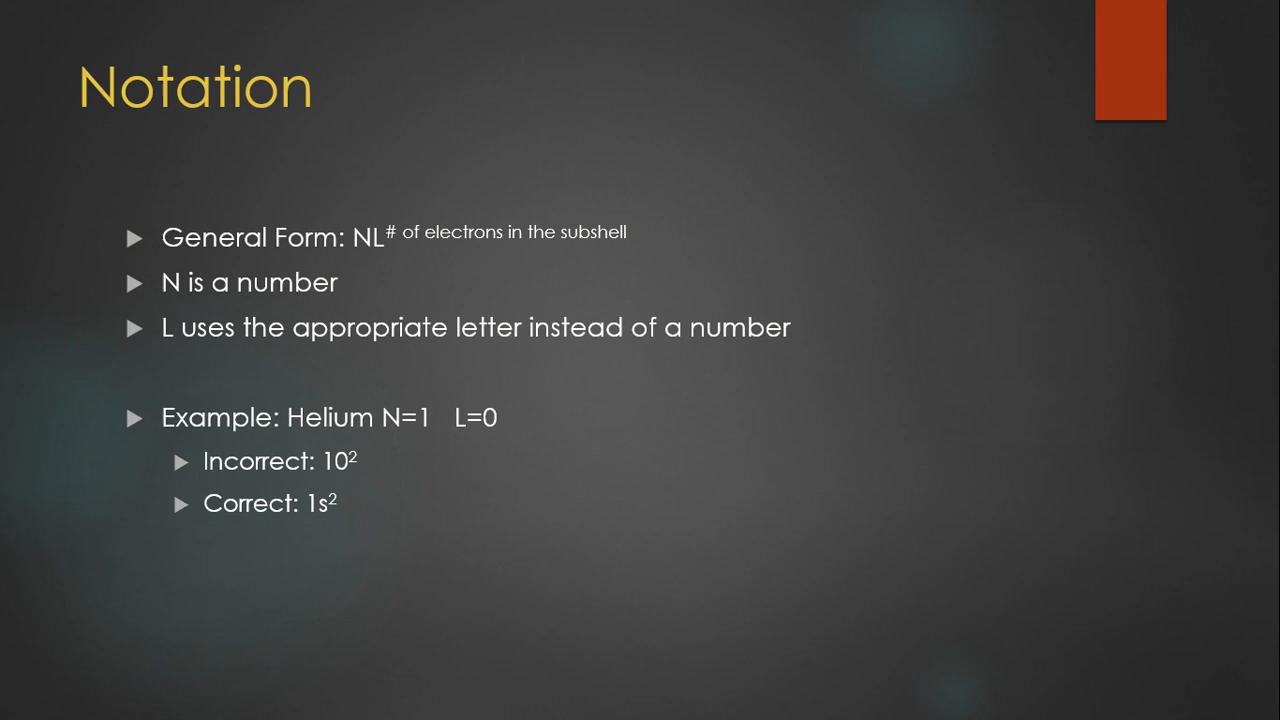 Notation
General Form: NL# of electrons in the subshell
N is a number
L uses the appropriate letter instead of a number
Example: Helium N=1 L=0
Incorrect: 10²
Correct: 1s²